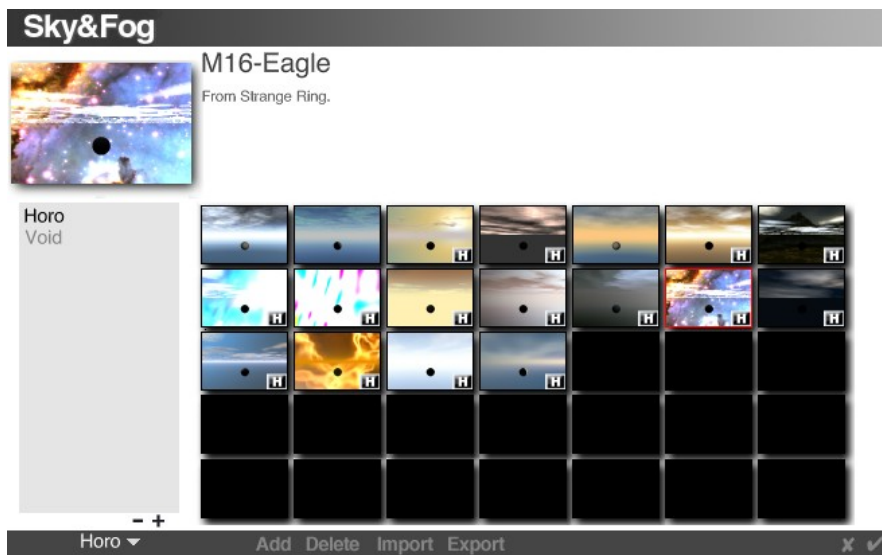 Sky&Fog
M16-Eagle
From Strange Ring.
Horo
Void
H H H H
H H H H H H H
H H H H
- +
Horo
Add Delete Import Export